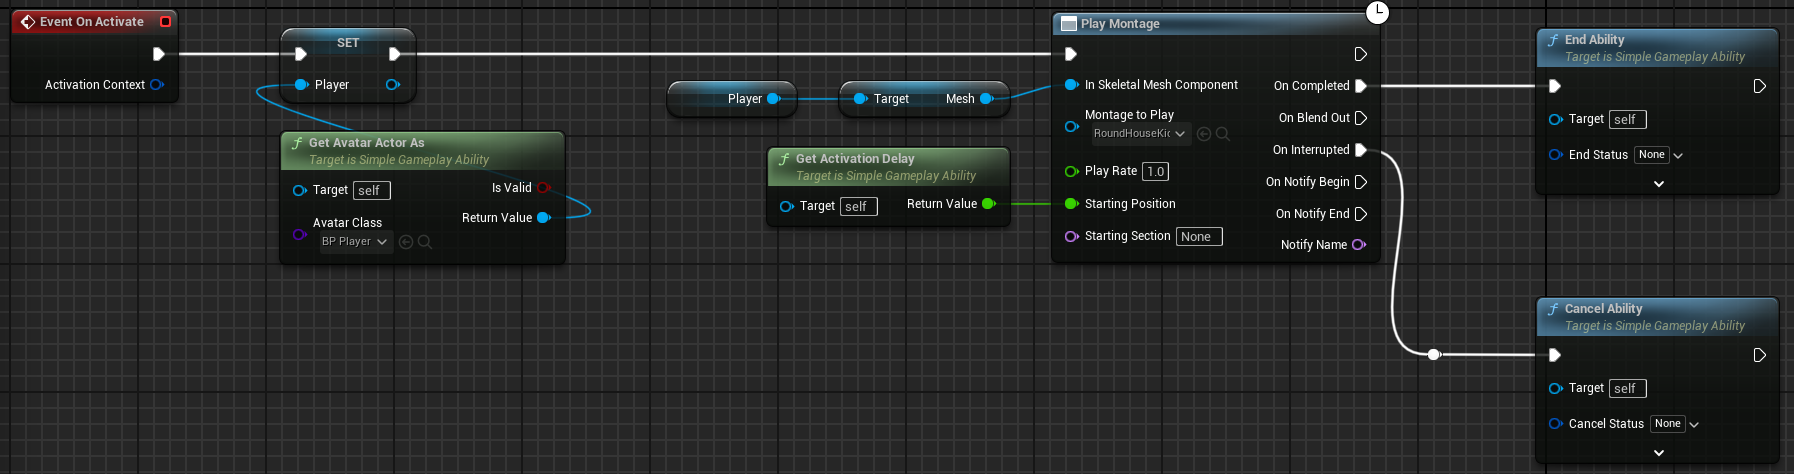 Event On Activate
Activation Context
SET
Player
Get Avatar Actor As
Target is Simple Gameplay Ability
Target self
Is Valid
Return Value
Avatar Class
BP Player
Player
Target Mesh
Get Activation Delay
Target is Simple Gameplay Ability
Target self
Return Value
Play Montage
In Skeletal Mesh Component
On Completed
Montage to Play
RoundHouseKic
On Blend Out
On Interrupted
Play Rate 1.0
On Notify Begin
Starting Position
On Notify End
Starting Section None
Notify Name
End Ability
Target is Simple Gameplay Ability
Target self
End Status None
Cancel Ability
Target is Simple Gameplay Ability
Target self
Cancel Status None